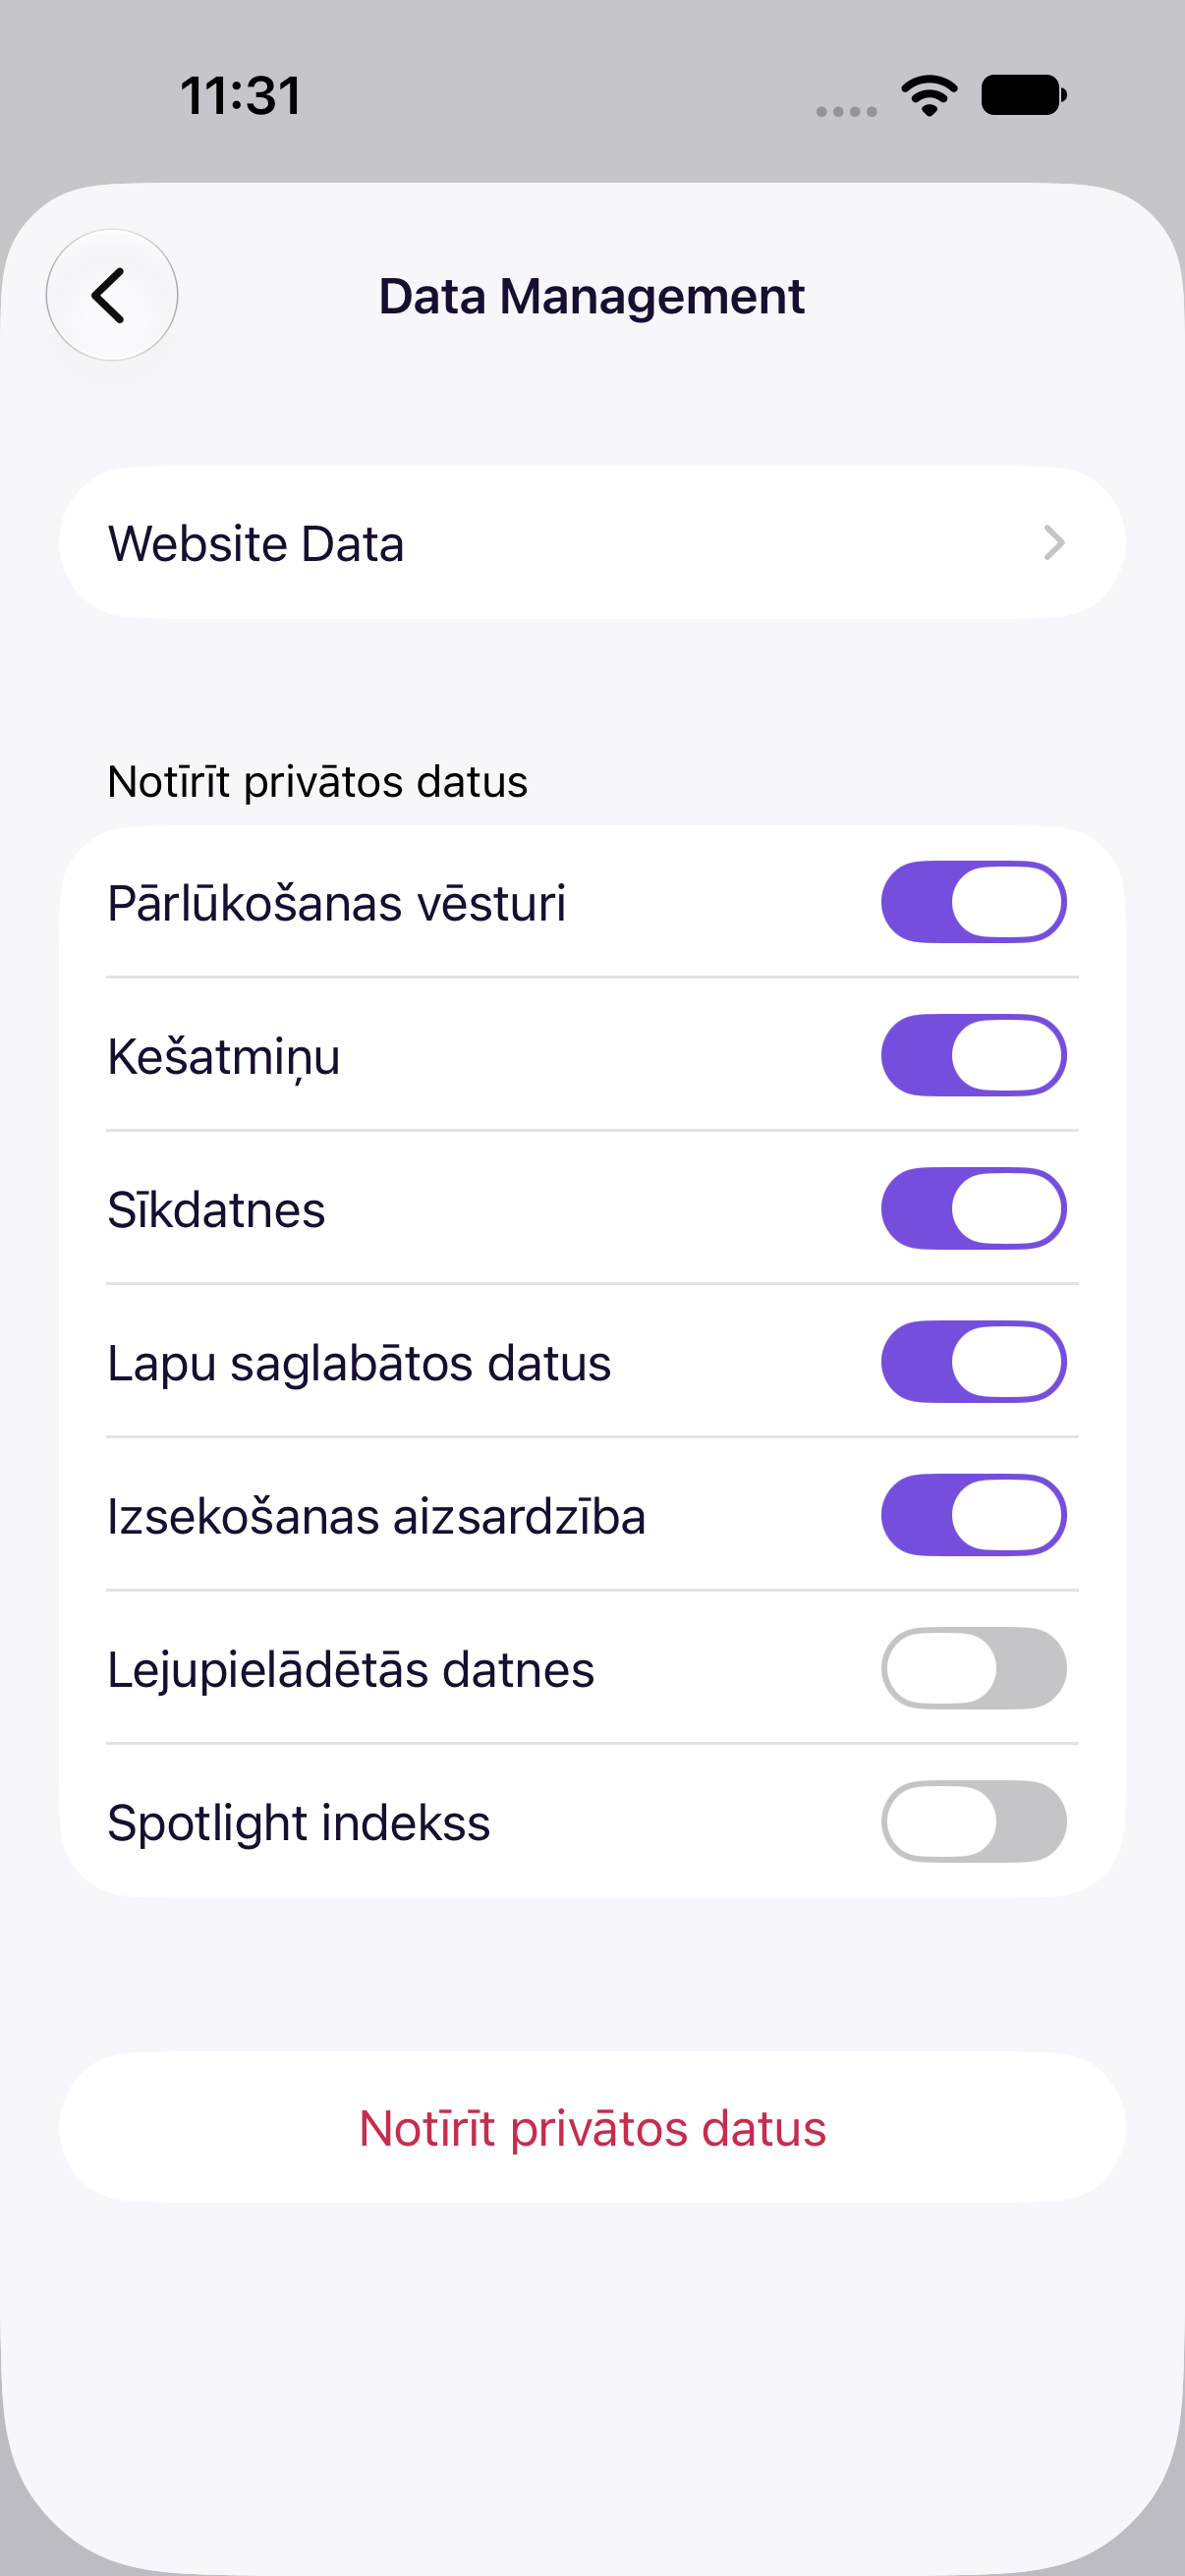 11:31
Data Management
Website Data
Notīrīt privātos datus
Pārlūkošanas vēsturi
Kešatmiņu
Sīkdatnes
Lapu saglabātos datus
Izsekošanas aizsardzība
Lejupielādētās datnes
Spotlight indekss
Notīrīt privātos datus